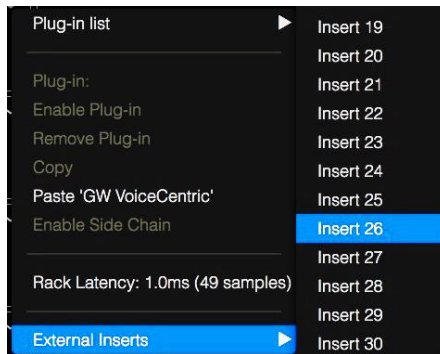 Plug-in list
Plug-in:
Enable Plug-in
Remove Plug-in
Copy
Paste 'GW VoiceCentric'
Enable Side Chain
Rack Latency: 1.0ms (49 samples)
External Inserts
Insert 19
Insert 20
Insert 21
Insert 22
Insert 23
Insert 24
Insert 25
Insert 26
Insert 27
Insert 28
Insert 29
Insert 30